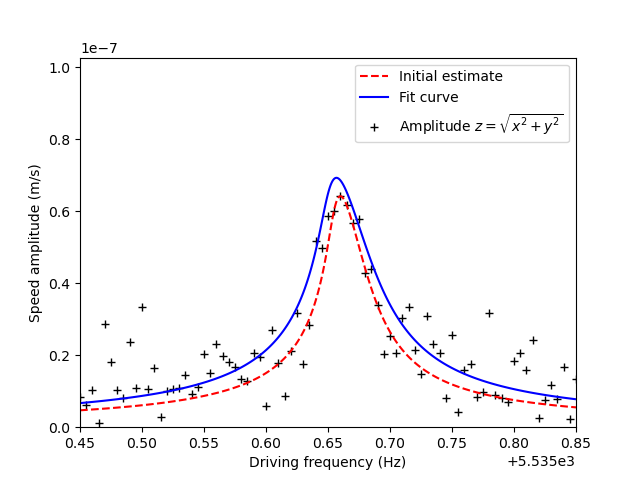 1e−7
Initial estimate
Fit curve
Amplitude z = √x² + y²
1.0
0.8
0.6
0.4
0.2
0.0
Speed amplitude (m/s)
0.45 0.50 0.55 0.60 0.65 0.70 0.75 0.80 0.85
Driving frequency (Hz)
+5.535e3